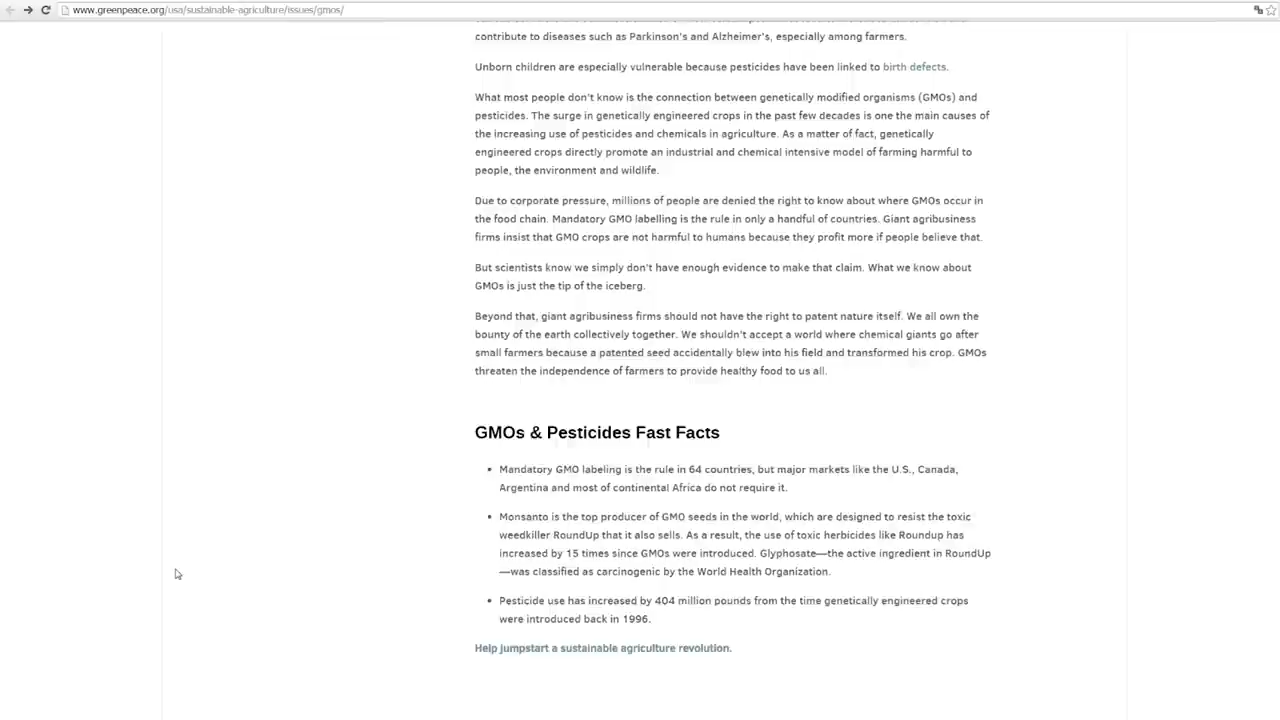 www.greenpeace.org/usa/sustainable-agriculture/issues/gmos/
contribute to diseases such as Parkinson's and Alzheimer's, especially among farmers.
Unborn children are especially vulnerable because pesticides have been linked to birth defects.
What most people don't know is the connection between genetically modified organisms (GMOs) and
pesticides. The surge in genetically engineered crops in the past few decades is one the main causes of
the increasing use of pesticides and chemicals in agriculture. As a matter of fact, genetically
engineered crops directly promote an industrial and chemical intensive model of farming harmful to
people, the environment and wildlife.
Due to corporate pressure, millions of people are denied the right to know about where GMOs occur in
the food chain. Mandatory GMO labelling is the rule in only a handful of countries. Giant agribusiness
firms insist that GMO crops are not harmful to humans because they profit more if people believe that.
But scientists know we simply don't have enough evidence to make that claim. What we know about
GMOs is just the tip of the iceberg.
Beyond that, giant agribusiness firms should not have the right to patent nature itself. We all own the
bounty of the earth collectively together. We shouldn't accept a world where chemical giants go after
small farmers because a patented seed accidentally blew into his field and transformed his crop. GMOs
threaten the independence of farmers to provide healthy food to us all.
GMOs & Pesticides Fast Facts
• Mandatory GMO labeling is the rule in 64 countries, but major markets like the U.S., Canada,
Argentina and most of continental Africa do not require it.
• Monsanto is the top producer of GMO seeds in the world, which are designed to resist the toxic
weedkiller RoundUp that it also sells. As a result, the use of toxic herbicides like Roundup has
increased by 15 times since GMOs were introduced. Glyphosate—the active ingredient in RoundUp
—was classified as carcinogenic by the World Health Organization.
• Pesticide use has increased by 404 million pounds from the time genetically engineered crops
were introduced back in 1996.
Help jumpstart a sustainable agriculture revolution.